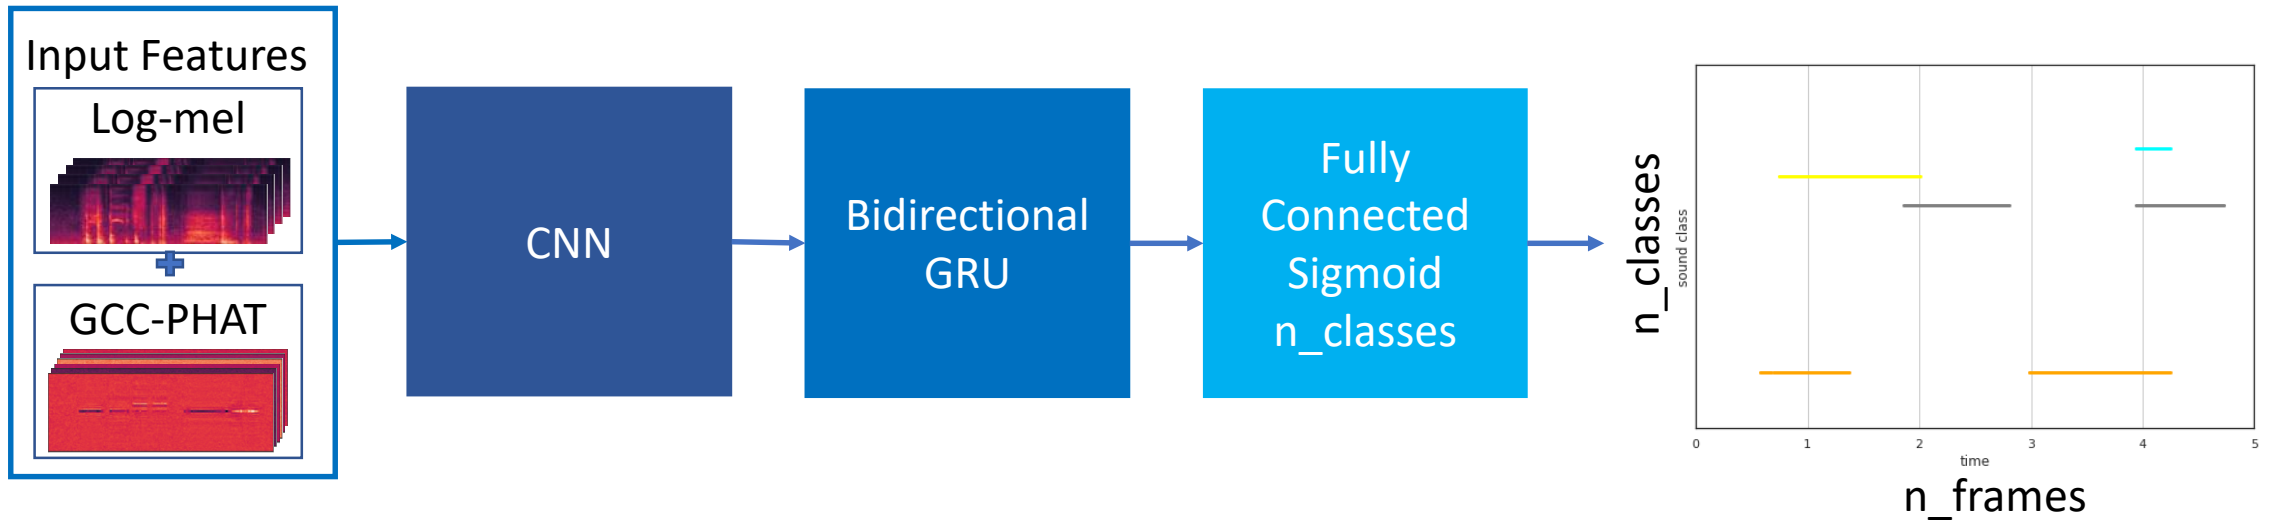 Input Features
Log-mel
GCC-PHAT
CNN
Bidirectional
GRU
Fully
Connected
Sigmoid
n_classes
n_classes
sound class
0 1 2 3 4 5
time
n_frames